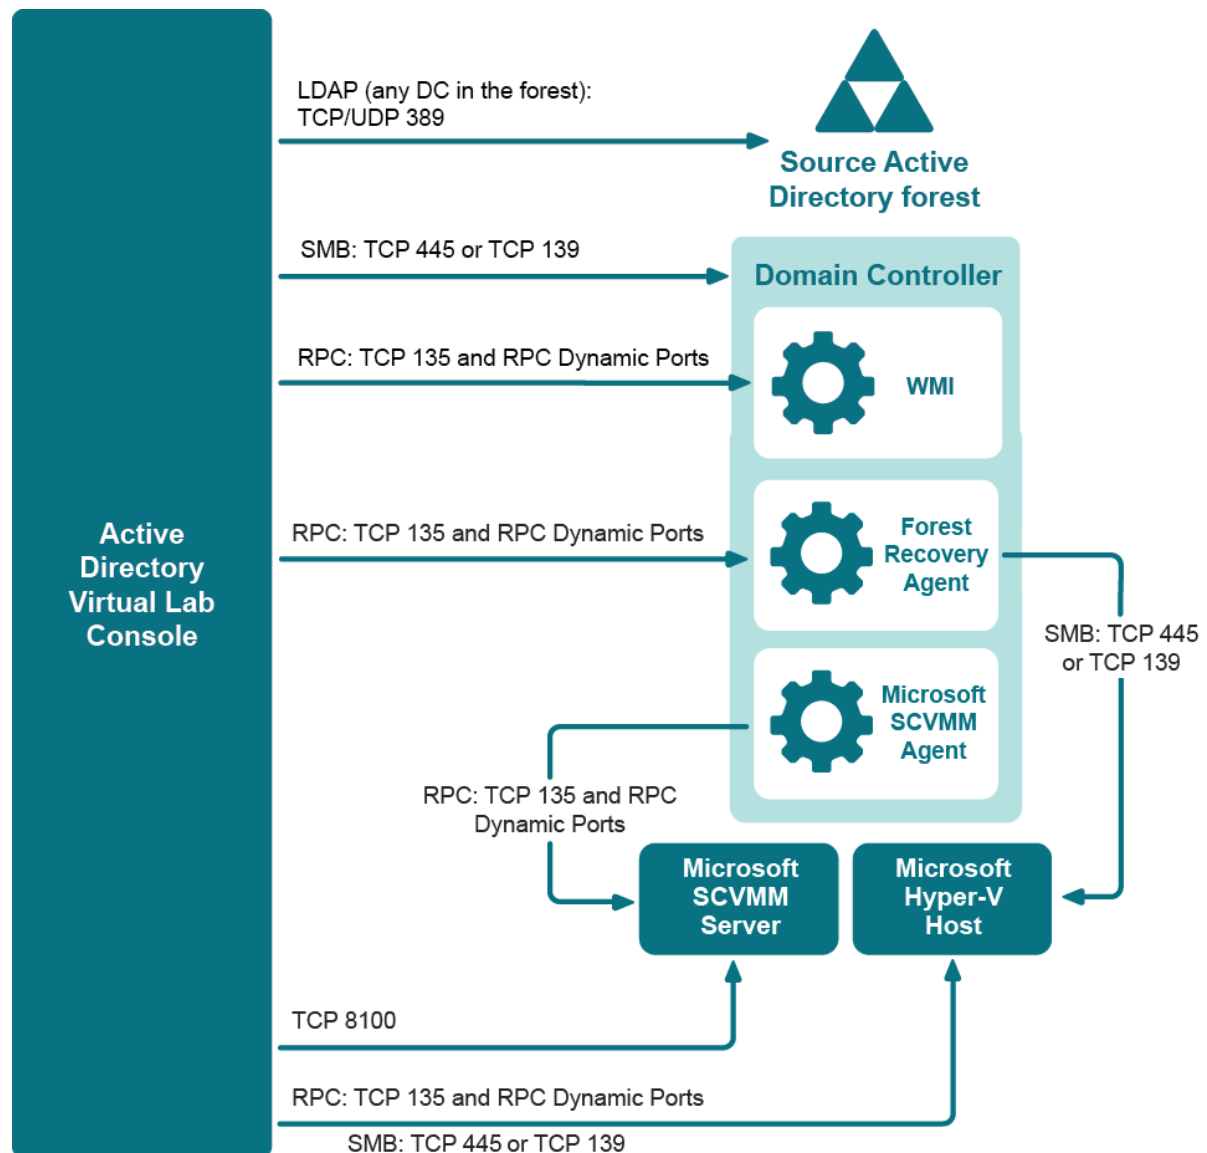 LDAP (any DC in the forest):
TCP/UDP 389
Source Active
Directory forest
SMB: TCP 445 or TCP 139
Domain Controller
RPC: TCP 135 and RPC Dynamic Ports
WMI
Active
Directory
Virtual Lab
Console
RPC: TCP 135 and RPC Dynamic Ports
Forest
Recovery
Agent
SMB: TCP 445
or TCP 139
Microsoft
SCVMM
Agent
RPC: TCP 135 and RPC
Dynamic Ports
Microsoft
SCVMM
Server
Microsoft
Hyper-V
Host
TCP 8100
RPC: TCP 135 and RPC Dynamic Ports
SMB: TCP 445 or TCP 139